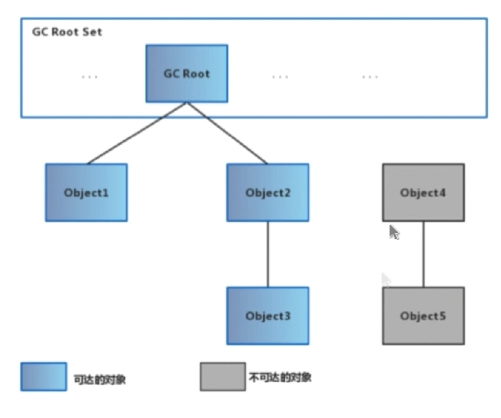 GC Root Set
... GC Root ... ...
Object1 Object2 Object4
Object3 Object5
可达的对象 不可达的对象